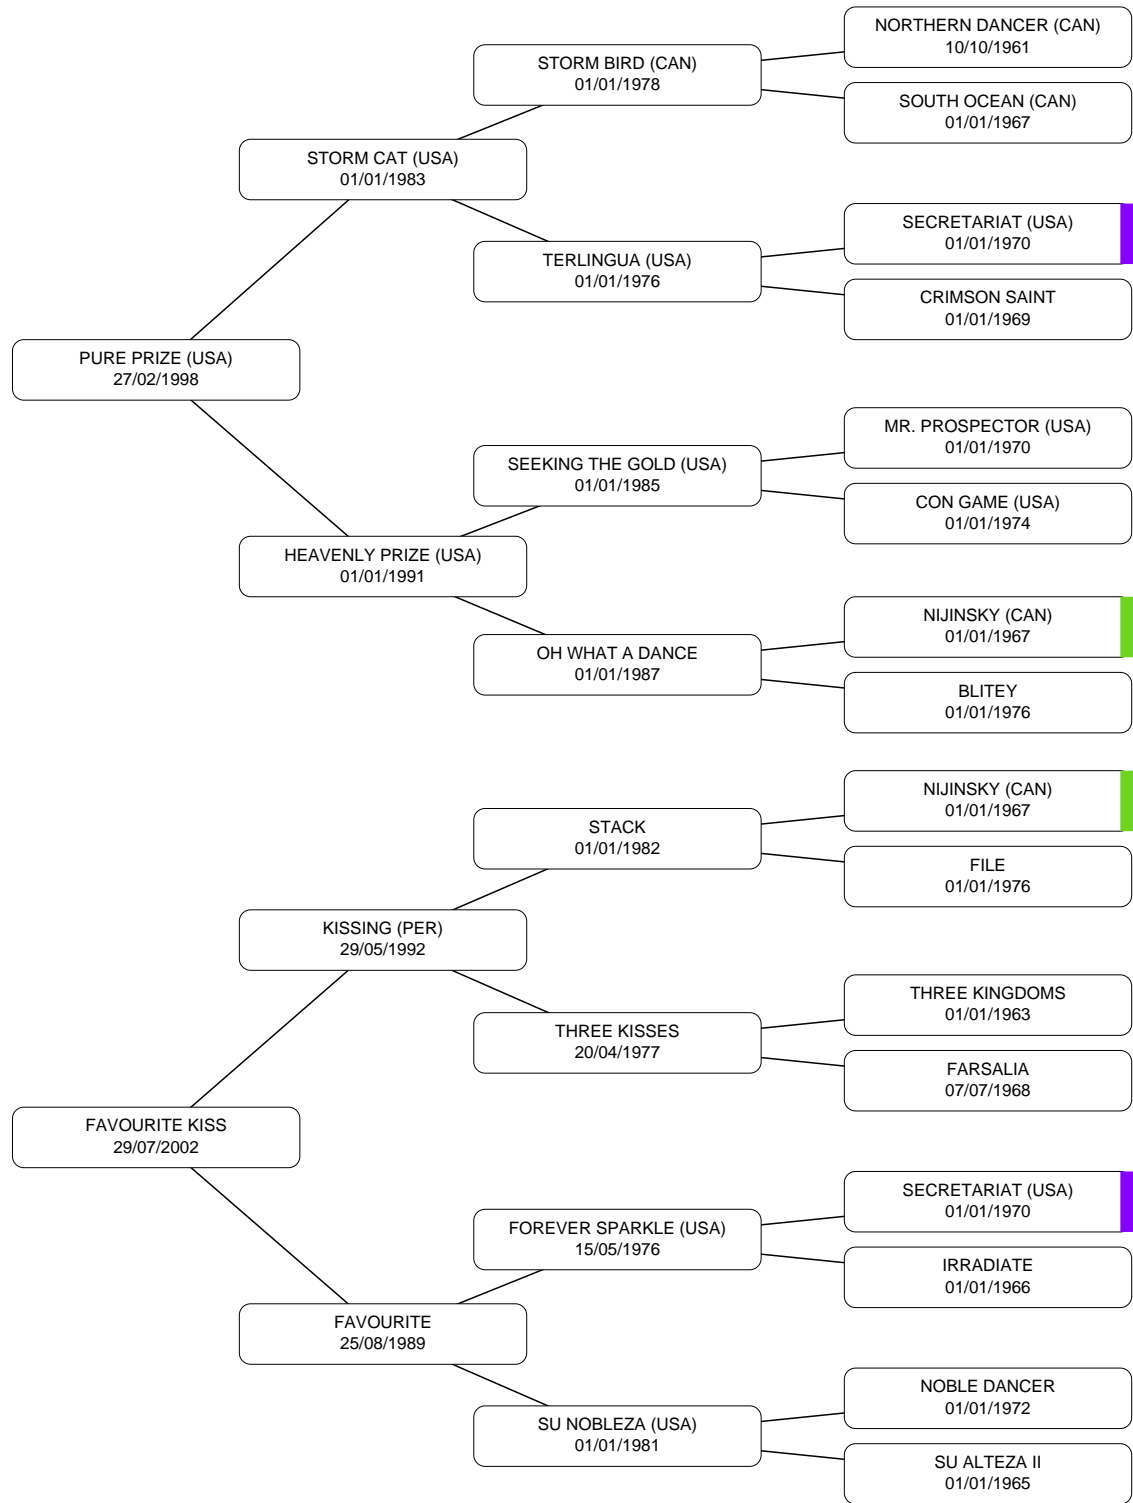 NORTHERN DANCER (CAN)
10/10/1961
STORM BIRD (CAN)
01/01/1978
SOUTH OCEAN (CAN)
01/01/1967
STORM CAT (USA)
01/01/1983
SECRETARIAT (USA)
01/01/1970
TERLINGUA (USA)
01/01/1976
CRIMSON SAINT
01/01/1969
PURE PRIZE (USA)
27/02/1998
MR. PROSPECTOR (USA)
01/01/1970
SEEKING THE GOLD (USA)
01/01/1985
CON GAME (USA)
01/01/1974
HEAVENLY PRIZE (USA)
01/01/1991
NIJINSKY (CAN)
01/01/1967
OH WHAT A DANCE
01/01/1987
BLITEY
01/01/1976
NIJINSKY (CAN)
01/01/1967
STACK
01/01/1982
FILE
01/01/1976
KISSING (PER)
29/05/1992
THREE KINGDOMS
01/01/1963
THREE KISSES
20/04/1977
FARSALIA
07/07/1968
FAVOURITE KISS
29/07/2002
SECRETARIAT (USA)
01/01/1970
FOREVER SPARKLE (USA)
15/05/1976
IRRADIATE
01/01/1966
FAVOURITE
25/08/1989
NOBLE DANCER
01/01/1972
SU NOBLEZA (USA)
01/01/1981
SU ALTEZA II
01/01/1965